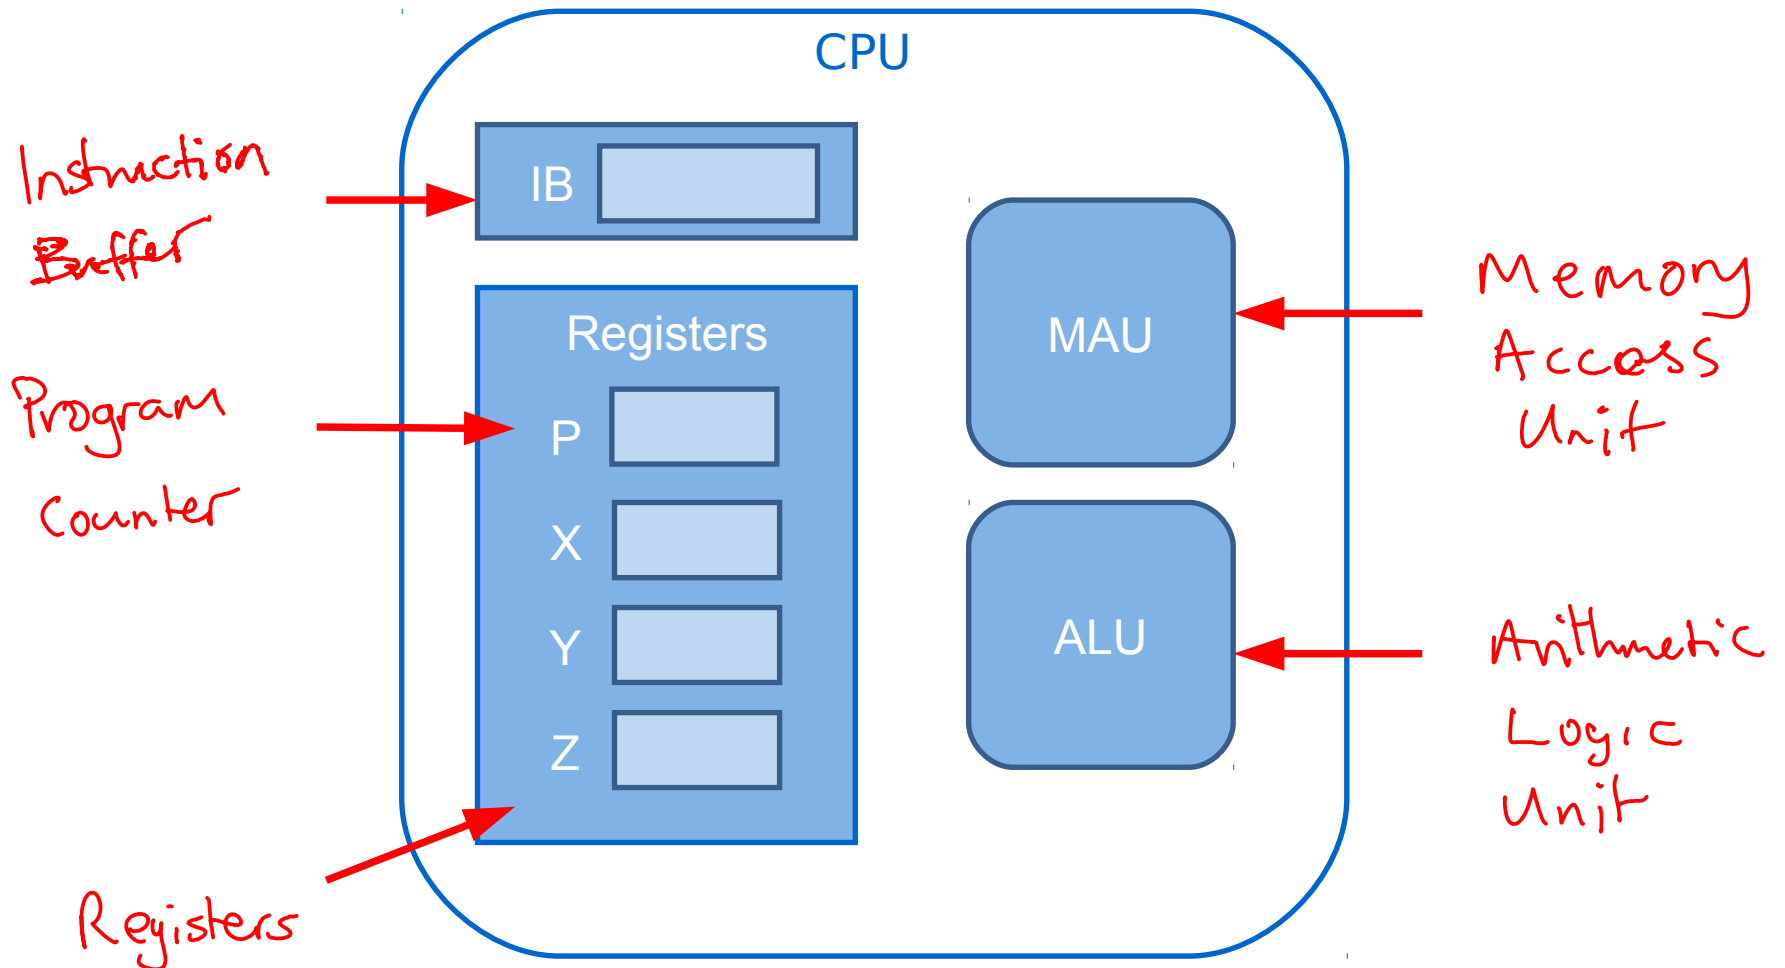 CPU
Instruction
Buffer
IB
Registers
Program
Counter
P
X
Y
Z
Registers
MAU
Memory
Access
Unit
ALU
Arithmetic
Logic
Unit